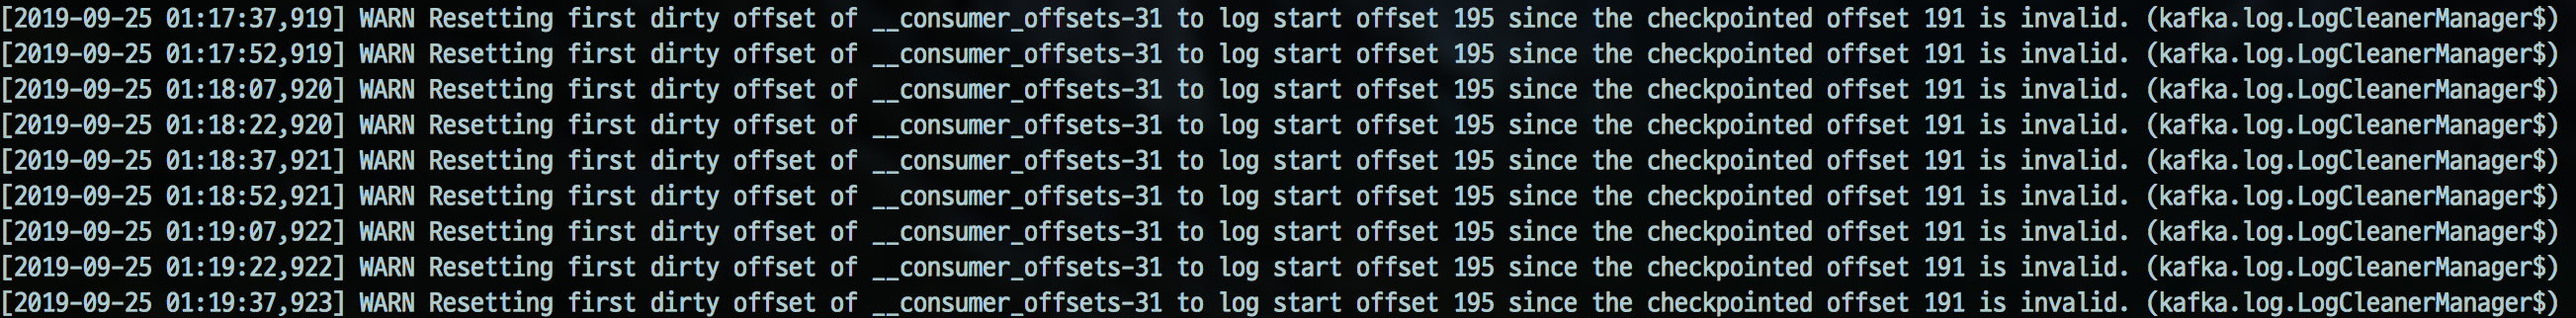 [2019-09-25 01:17:37,919] WARN Resetting first dirty offset of __consumer_offsets-31 to log start offset 195 since the checkpointed offset 191 is invalid. (kafka.log.LogCleanerManager$)
[2019-09-25 01:17:52,919] WARN Resetting first dirty offset of __consumer_offsets-31 to log start offset 195 since the checkpointed offset 191 is invalid. (kafka.log.LogCleanerManager$)
[2019-09-25 01:18:07,920] WARN Resetting first dirty offset of __consumer_offsets-31 to log start offset 195 since the checkpointed offset 191 is invalid. (kafka.log.LogCleanerManager$)
[2019-09-25 01:18:22,920] WARN Resetting first dirty offset of __consumer_offsets-31 to log start offset 195 since the checkpointed offset 191 is invalid. (kafka.log.LogCleanerManager$)
[2019-09-25 01:18:37,921] WARN Resetting first dirty offset of __consumer_offsets-31 to log start offset 195 since the checkpointed offset 191 is invalid. (kafka.log.LogCleanerManager$)
[2019-09-25 01:18:52,921] WARN Resetting first dirty offset of __consumer_offsets-31 to log start offset 195 since the checkpointed offset 191 is invalid. (kafka.log.LogCleanerManager$)
[2019-09-25 01:19:07,922] WARN Resetting first dirty offset of __consumer_offsets-31 to log start offset 195 since the checkpointed offset 191 is invalid. (kafka.log.LogCleanerManager$)
[2019-09-25 01:19:22,922] WARN Resetting first dirty offset of __consumer_offsets-31 to log start offset 195 since the checkpointed offset 191 is invalid. (kafka.log.LogCleanerManager$)
[2019-09-25 01:19:37,923] WARN Resetting first dirty offset of __consumer_offsets-31 to log start offset 195 since the checkpointed offset 191 is invalid. (kafka.log.LogCleanerManager$)